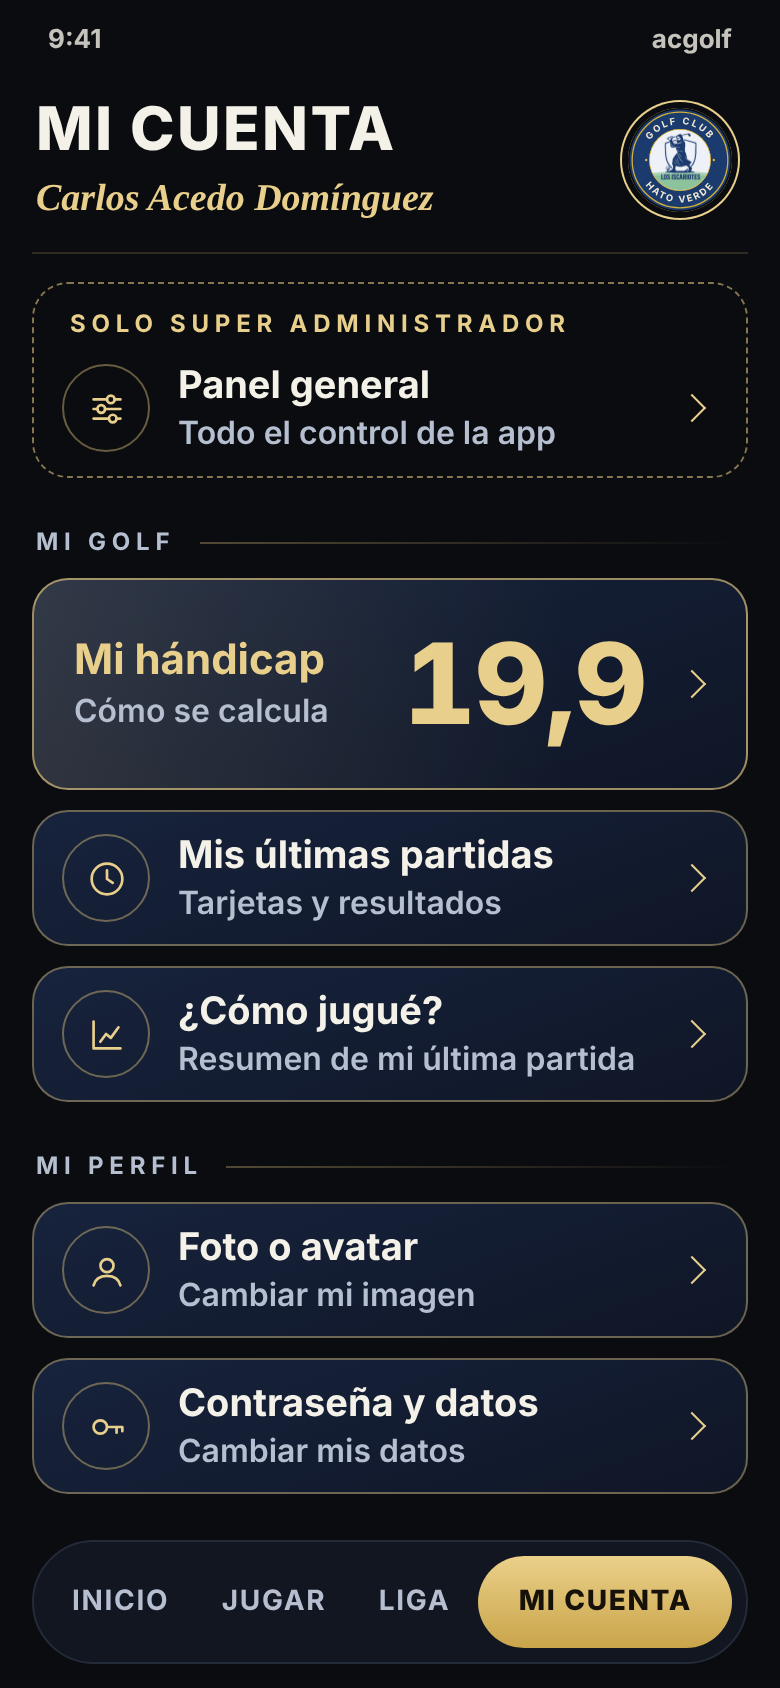 9:41
acgolf
MI CUENTA
Carlos Acedo Domínguez
GOLF CLUB
LOS ISCARIOTES
HATO VERDE
SOLO SUPER ADMINISTRADOR
Panel general
Todo el control de la app
MI GOLF
Mi hándicap
Cómo se calcula
19,9
Mis últimas partidas
Tarjetas y resultados
¿Cómo jugué?
Resumen de mi última partida
MI PERFIL
Foto o avatar
Cambiar mi imagen
Contraseña y datos
Cambiar mis datos
INICIO
JUGAR
LIGA
MI CUENTA